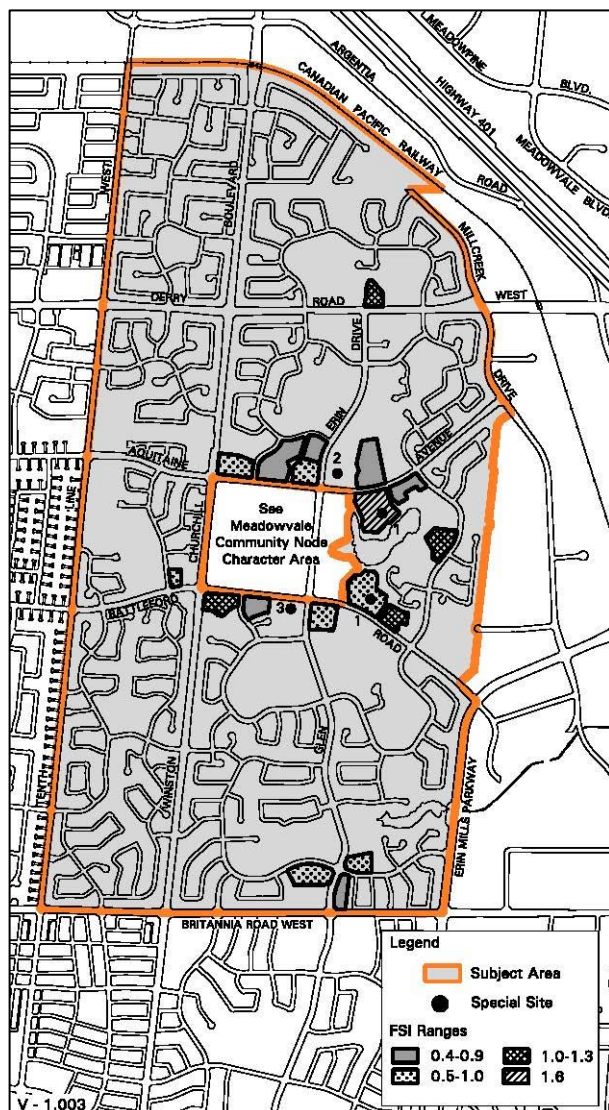 MEADOWPINE
BLVD.
ARGENTIA
ROAD
HIGHWAY 401
MEADOWVALE BLVD.
CANADIAN PACIFIC RAILWAY
WEST
BOULEVARD
MILLCREEK
DRIVE
DERRY ROAD WEST
DRIVE
ERIN
AVENUE
2
AQUITAINE
See
Meadowvale
Community Node
Character Area
CHURCHILL
LINE
BATTLEFORD
ROAD
3
1
GLEN
WINSTON
TENTH
ERIN MILLS PARKWAY
BRITANNIA ROAD WEST
Legend
Subject Area
Special Site
FSI Ranges
0.4-0.9
1.0-1.3
0.5-1.0
1.6
V - 1.003